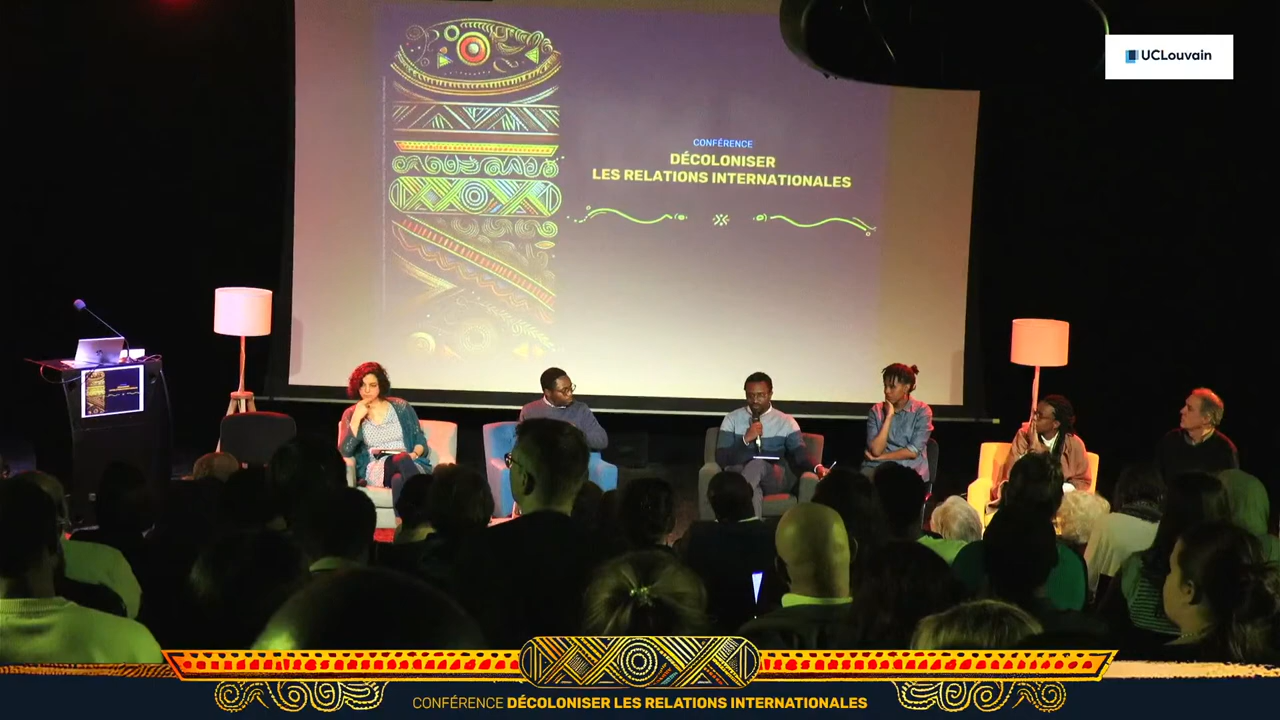 UCLouvain
CONFÉRENCE
DÉCOLONISER
LES RELATIONS INTERNATIONALES
CONFÉRENCE DÉCOLONISER LES RELATIONS INTERNATIONALES